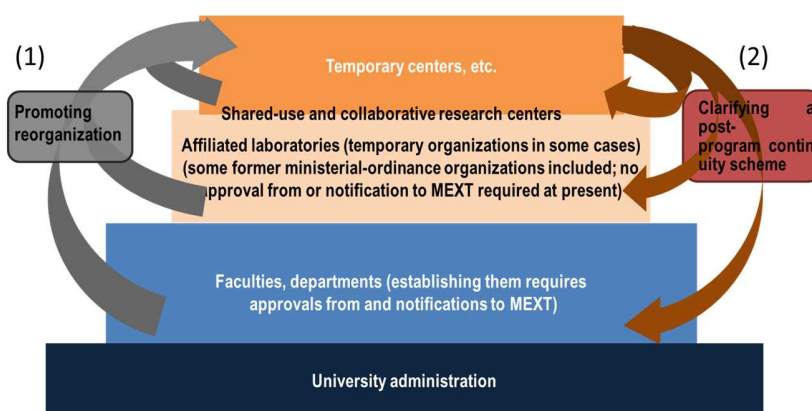 (1)
Promoting
reorganization
Temporary centers, etc.
Shared-use and collaborative research centers
Affiliated laboratories (temporary organizations in some cases)
(some former ministerial-ordinance organizations included; no
approval from or notification to MEXT required at present)
(2)
Clarifying a
post-
program contin
uity scheme
Faculties, departments (establishing them requires
approvals from and notifications to MEXT)
University administration